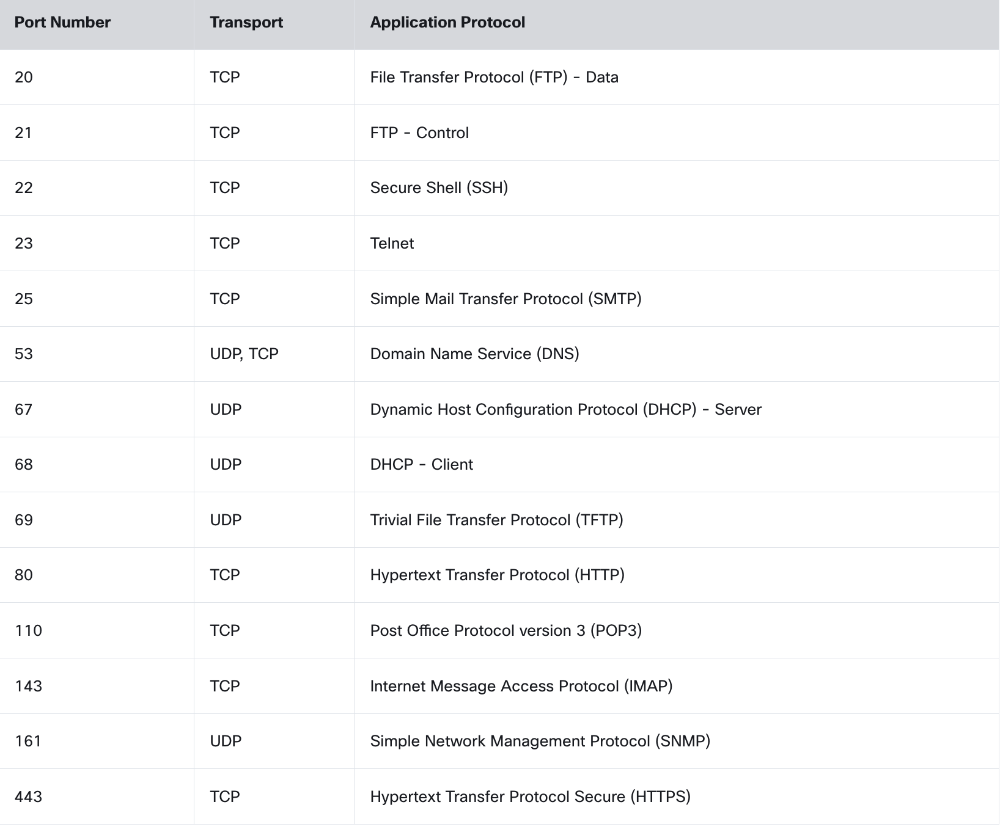 Port Number Transport Application Protocol
20 TCP File Transfer Protocol (FTP) - Data
21 TCP FTP - Control
22 TCP Secure Shell (SSH)
23 TCP Telnet
25 TCP Simple Mail Transfer Protocol (SMTP)
53 UDP, TCP Domain Name Service (DNS)
67 UDP Dynamic Host Configuration Protocol (DHCP) - Server
68 UDP DHCP - Client
69 UDP Trivial File Transfer Protocol (TFTP)
80 TCP Hypertext Transfer Protocol (HTTP)
110 TCP Post Office Protocol version 3 (POP3)
143 TCP Internet Message Access Protocol (IMAP)
161 UDP Simple Network Management Protocol (SNMP)
443 TCP Hypertext Transfer Protocol Secure (HTTPS)